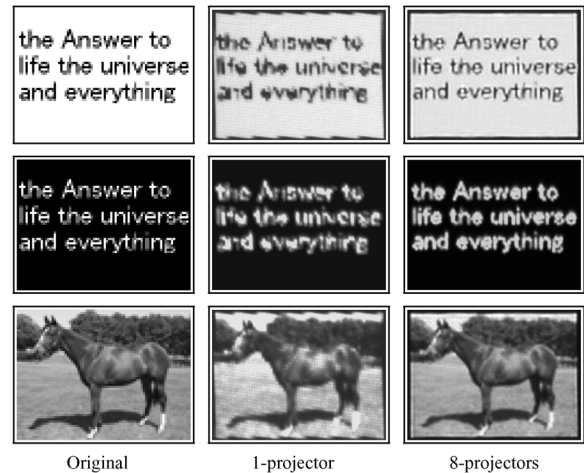 the Answer to
life the universe
and everything
the Answer to
life the universe
and everything
the Answer to
life the universe
and everything
the Answer to
life the universe
and everything
the Answer to
life the universe
and everything
the Answer to
life the universe
and everything
Original
1-projector
8-projectors